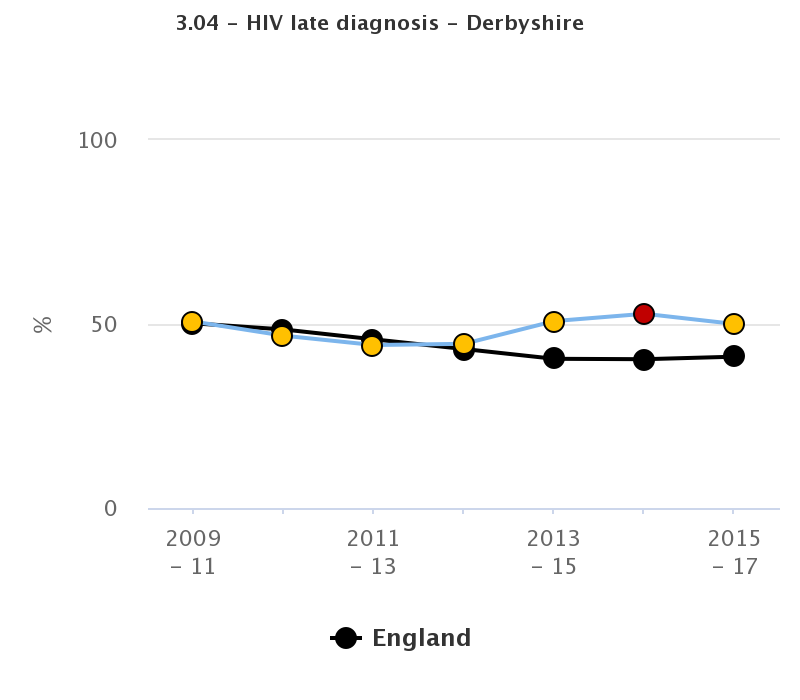 3.04 – HIV late diagnosis – Derbyshire
100
%
50
0
2009 2011 2013 2015
– 11 – 13 – 15 – 17
England